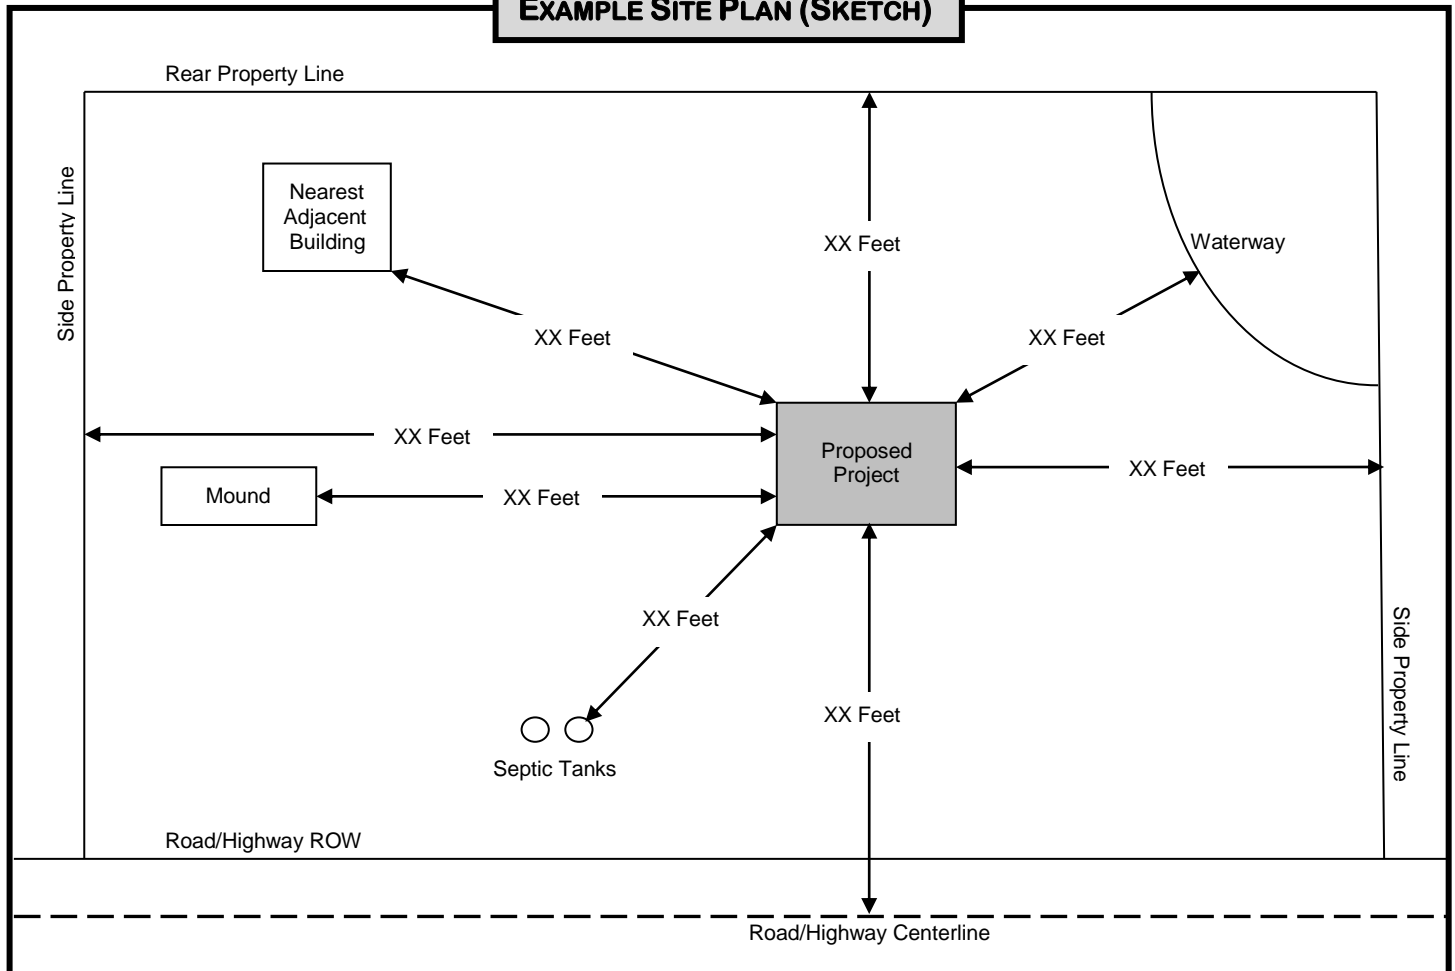 EXAMPLE SITE PLAN (SKETCH)
Rear Property Line
Side Property Line
Nearest
Adjacent
Building
XX Feet
Waterway
XX Feet
XX Feet
XX Feet
Proposed
Project
XX Feet
Mound
XX Feet
XX Feet
Side Property Line
XX Feet
Septic Tanks
Road/Highway ROW
Road/Highway Centerline